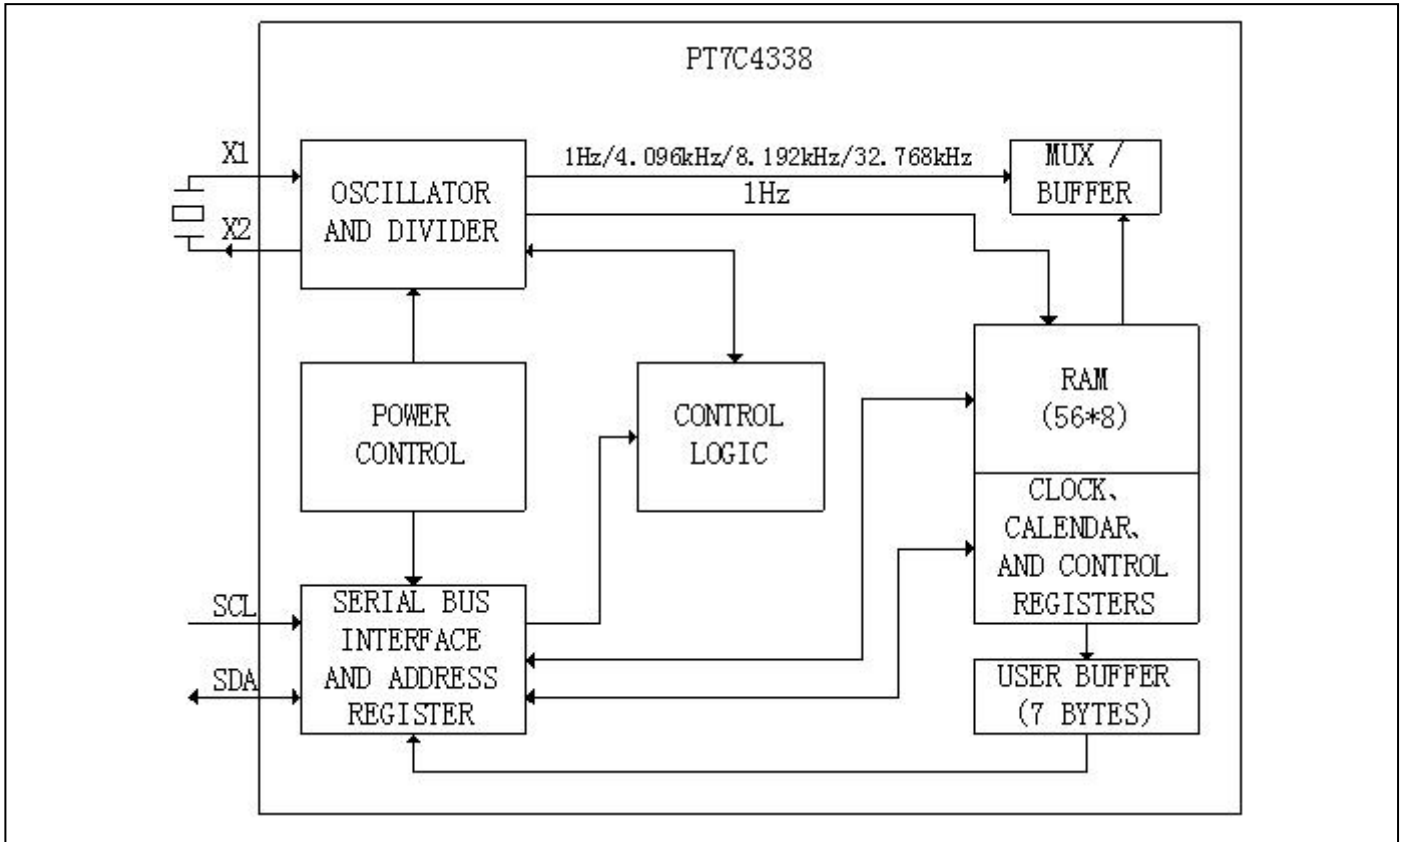 PT7C4338
X1
X2
OSCILLATOR
AND DIVIDER
1Hz/4.096kHz/8.192kHz/32.768kHz
1Hz
MUX /
BUFFER
POWER
CONTROL
CONTROL
LOGIC
RAM
(56*8)
CLOCK、
CALENDAR、
AND CONTROL
REGISTERS
SCL
SDA
SERIAL BUS
INTERFACE
AND ADDRESS
REGISTER
USER BUFFER
(7 BYTES)